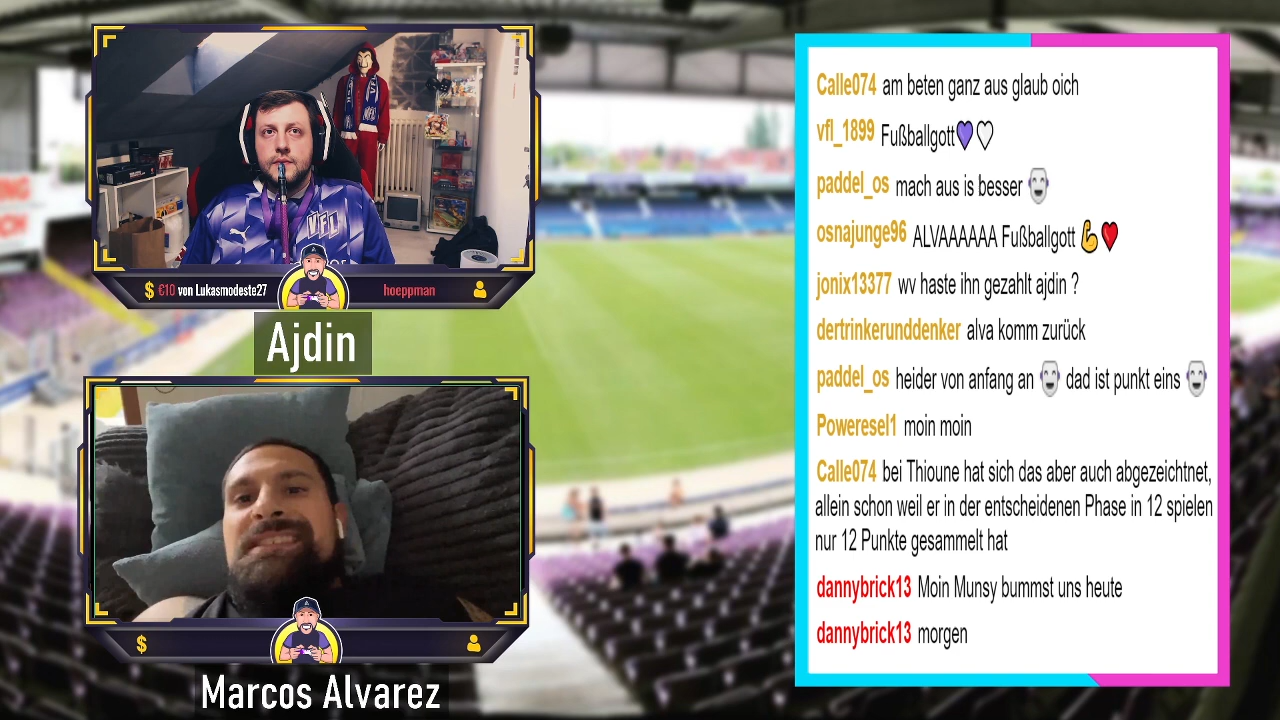 VFL
$ €10 von Lukasmodeste27
hoeppman
Ajdin
$
Marcos Alvarez
Calle074 am beten ganz aus glaub oich
vfl_1899 Fußballgott💜🤍
paddel_os mach aus is besser
osnajunge96 ALVAAAAAA Fußballgott 💪❤️
jonix13377 wv haste ihn gezahlt ajdin ?
dertrinkerunddenker alva komm zurück
paddel_os heider von anfang an dad ist punkt eins
Poweresel1 moin moin
Calle074 bei Thioune hat sich das aber auch abgezeichtnet,
allein schon weil er in der entscheidenen Phase in 12 spielen
nur 12 Punkte gesammelt hat
dannybrick13 Moin Munsy bummst uns heute
dannybrick13 morgen